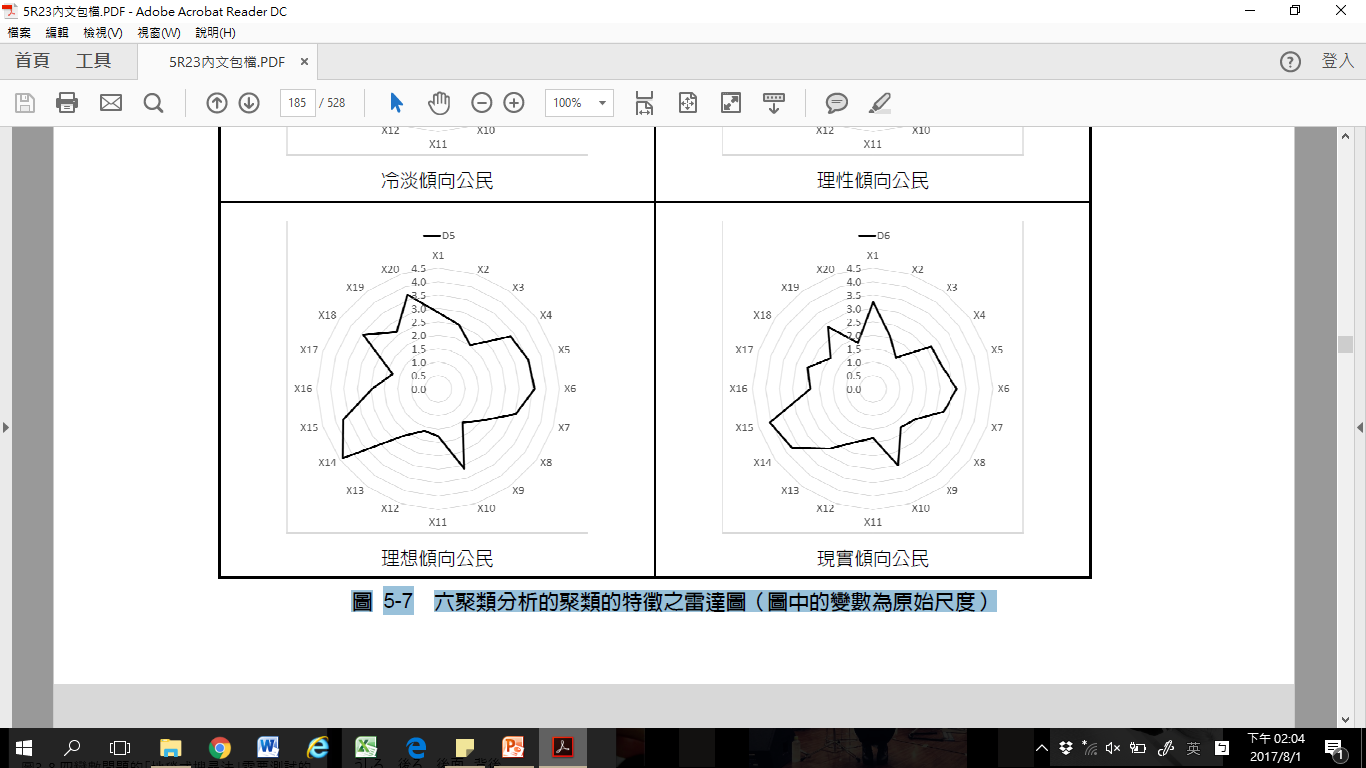 5R23內文包檔.PDF - Adobe Acrobat Reader DC
檔案 編輯 檢視(V) 視窗(W) 說明(H)
首頁 工具 5R23內文包檔.PDF × 登入
185 / 528 100%
X12 X10 X12 X10
X11 X11
冷淡傾向公民 理性傾向公民
D5
X1
X20 X2
X19 X3
X18 X4
X17 X5
X16 X6
X15 X7
X14 X8
X13 X9
X12 X10
X11
4.5
4.0
3.5
3.0
2.5
2.0
1.5
1.0
0.5
0.0
理想傾向公民
D6
X1
X20 X2
X19 X3
X18 X4
X17 X5
X16 X6
X15 X7
X14 X8
X13 X9
X12 X10
X11
4.5
4.0
3.5
3.0
2.5
2.0
1.5
1.0
0.5
0.0
現實傾向公民
圖 5-7 六聚類分析的聚類的特徵之雷達圖（圖中的變數為原始尺度）
英 下午 02:04
2017/8/1
1